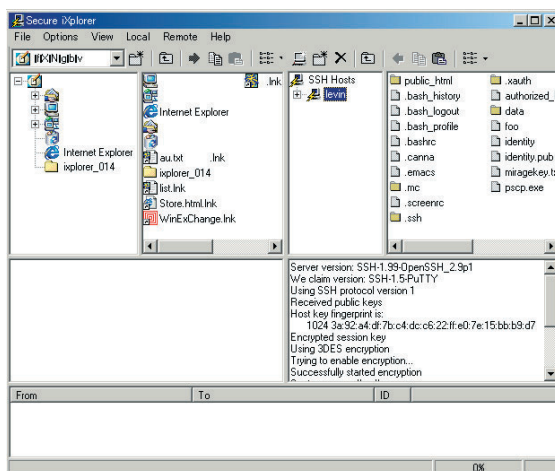 Secure iXplorer
File Options View Local Remote Help
Internet Explorer
ixplorer_014
.lnk
Internet Explorer
au.txt .lnk
ixplorer_014
list.lnk
Store.html.lnk
WinExChange.lnk
SSH Hosts
levin
public_html
.bash_history
.bash_logout
.bash_profile
.bashrc
.canna
.emacs
.mc
.screenrc
.ssh
.xauth
authorized_
data
foo
identity
identity.pub
miragekey.tx
pscp.exe
Server version: SSH-1.99-OpenSSH_2.9p1
We claim version: SSH-1.5-PuTTY
Using SSH protocol version 1
Received public keys
Host key fingerprint is:
1024 3a:92:a4:df:7b:c4:dc:c6:22:ff:e0:7e:15:bb:b9:d7
Encrypted session key
Using 3DES encryption
Trying to enable encryption...
Successfully started encryption
From To ID
0%